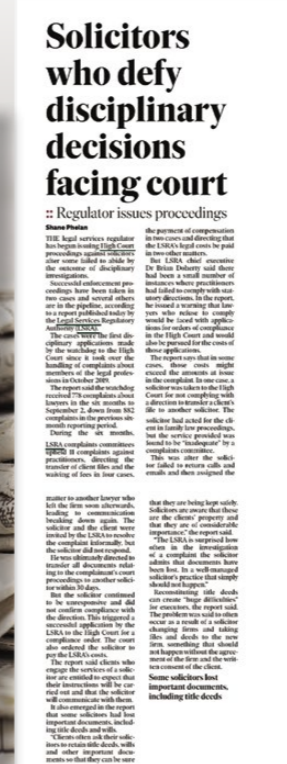 Solicitors
who defy
disciplinary
decisions
facing court
:: Regulator issues proceedings
Shane Phelan
THE legal services regulator
has begun issuing High Court
proceedings against solicitors
after some failed to abide by
the outcome of disciplinary
investigations.
Successful enforcement pro-
ceedings have been taken in
two cases and several others
are in the pipeline, according
to a report published today by
the Legal Services Regulatory
Authority (LSRA).
The cases were the first dis-
ciplinary applications made
by the watchdog to the High
Court since it took over the
handling of complaints about
members of the legal profes-
sions in October 2019.
The report said the watchdog
received 776 complaints about
lawyers in the six months to
September 2, down from 882
complaints in the previous six-
month reporting period.
During the six months,
LSRA complaints committees
upheld 11 complaints against
practitioners, directing the
transfer of client files and the
waiving of fees in four cases,
the payment of compensation
in two cases and directing that
the LSRA's legal costs be paid
in two other matters.
But LSRA chief executive
Dr Brian Doherty said there
had been a small number of
instances where practitioners
had failed to comply with stat-
utory directions. In the report,
he issued a warning that law-
yers who refuse to comply
would be faced with applica-
tions for orders of compliance
in the High Court and would
also be pursued for the costs of
those applications.
The report says that in some
cases, those costs might
exceed the amounts at issue
in the complaint. In one case, a
solicitor was taken to the High
Court for not complying with
a direction to transfer a client's
file to another solicitor. The
solicitor had acted for the cli-
ent in family law proceedings,
but the service provided was
found to be "inadequate" by a
complaints committee.
This was after the solici-
tor failed to return calls and
emails and then assigned the
matter to another lawyer who
left the firm soon afterwards,
leading to communication
breaking down again. The
solicitor and the client were
invited by the LSRA to resolve
the complaint informally, but
the solicitor did not respond.
He was ultimately directed to
transfer all documents relat-
ing to the complainant's court
proceedings to another solici-
tor within 30 days.
But the solicitor continued
to be unresponsive and did
not confirm compliance with
the direction. This triggered a
successful application by the
LSRA to the High Court for a
compliance order. The court
also ordered the solicitor to
pay the LSRA's costs.
The report said clients who
engage the services of a solic-
itor are entitled to expect that
their instructions will be car-
ried out and that the solicitor
will communicate with them.
It also emerged in the report
that some solicitors had lost
important documents, includ-
ing title deeds and wills.
"Clients often ask their solic-
itors to retain title deeds, wills
and other important docu-
ments so that they can be sure
that they are being kept safely.
Solicitors are aware that these
are the clients' property and
that they are of considerable
importance," the report said.
"The LSRA is surprised how
often in the investigation
of a complaint the solicitor
admits that documents have
been lost. In a well-managed
solicitor's practice that simply
should not happen."
Reconstituting title deeds
can create "huge difficulties"
for executors, the report said.
The problem was said to often
occur as a result of a solicitor
changing firms and taking
files and deeds to the new
firm, something that should
not happen without the agree-
ment of the firm and the writ-
ten consent of the client.
Some solicitors lost
important documents,
including title deeds